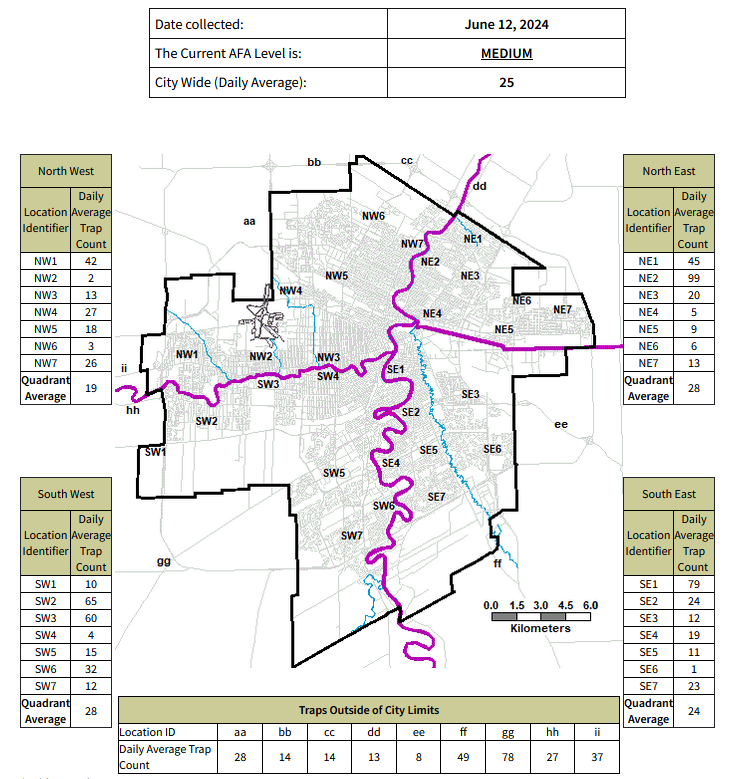 Date collected: June 12, 2024
The Current AFA Level is: MEDIUM
City Wide (Daily Average): 25
North West
Location Identifier Daily Average Trap Count
NW1 42
NW2 2
NW3 13
NW4 27
NW5 18
NW6 3
NW7 26
Quadrant Average 19
North East
Location Identifier Daily Average Trap Count
NE1 45
NE2 99
NE3 20
NE4 5
NE5 9
NE6 6
NE7 13
Quadrant Average 28
bb
cc
dd
aa
NW6
NW7
NE1
NE2
NE3
NW5
NW4
NE6
NE7
NE4
NE5
NW1
NW2
NW3
ii
SW3
SW4
SE1
hh
SW2
SE2
SE3
ee
SW1
SE5
SE6
SE4
SW5
SE7
SW6
SW7
gg
ff
0.0 1.5 3.0 4.5 6.0
Kilometers
South West
Location Identifier Daily Average Trap Count
SW1 10
SW2 65
SW3 60
SW4 4
SW5 15
SW6 32
SW7 12
Quadrant Average 28
South East
Location Identifier Daily Average Trap Count
SE1 79
SE2 24
SE3 12
SE4 19
SE5 11
SE6 1
SE7 23
Quadrant Average 24
Traps Outside of City Limits
Location ID aa bb cc dd ee ff gg hh ii
Daily Average Trap Count 28 14 14 13 8 49 78 27 37